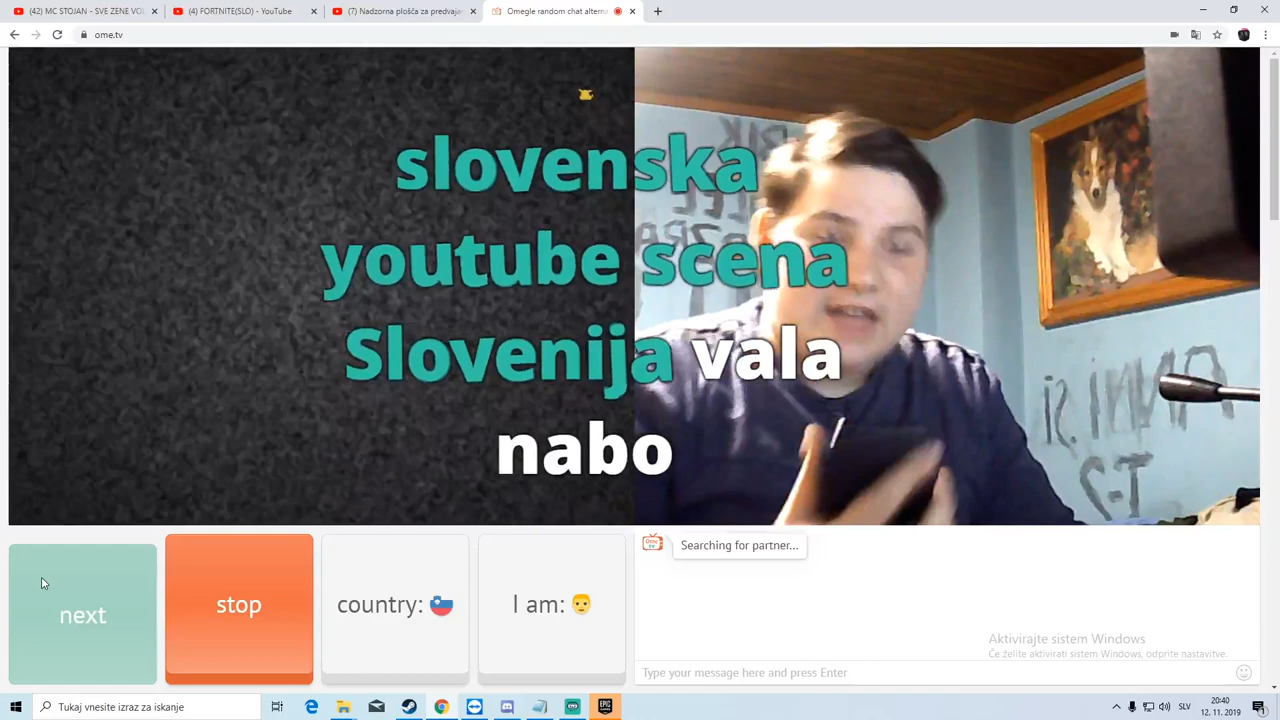 (42) MC STOJAN - SVE ZENE VOL
(4) FORTNITE(SLO) - YouTube
(7) Nadzorna plošča za predvaja
Omegle random chat alterna
ome.tv
slovenska
youtube scena
Slovenija vala
nabo
next
stop
country:
I am:
Searching for partner...
Aktivirajte sistem Windows
Če želite aktivirati sistem Windows, odprite nastavitve.
Type your message here and press Enter
Tukaj vnesite izraz za iskanje
SLV
20:40
12. 11. 2019